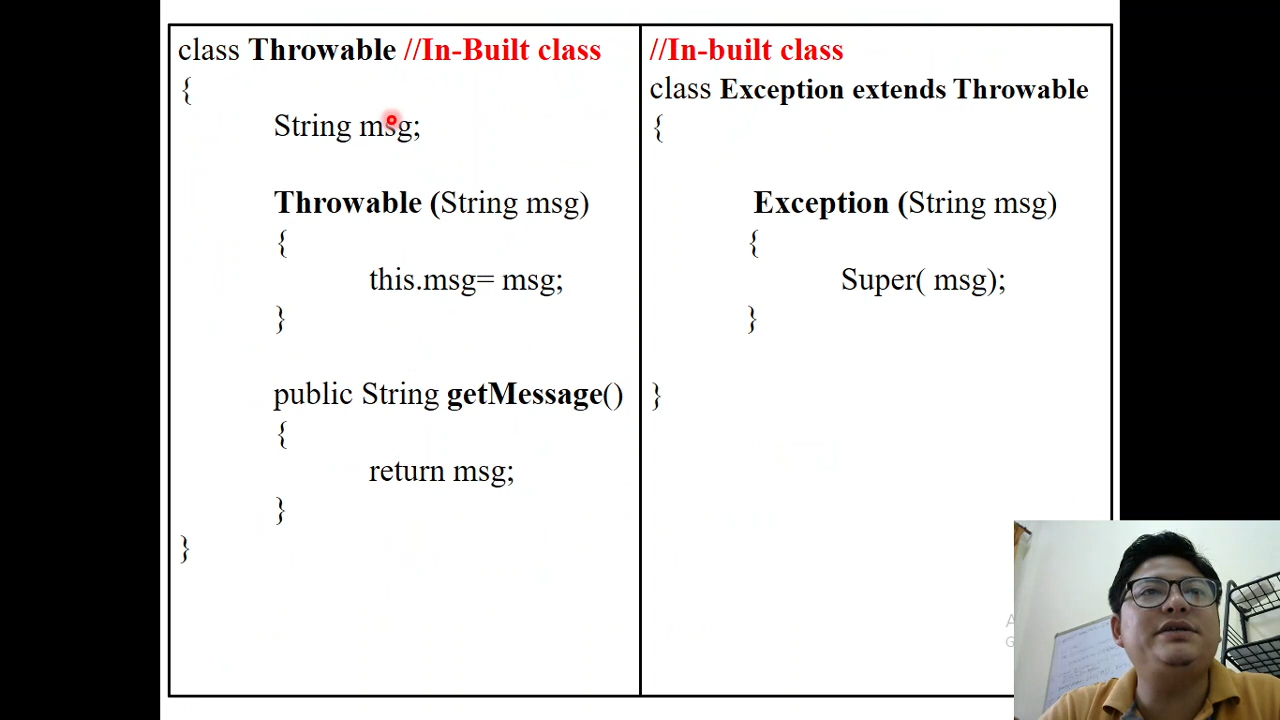 class Throwable //In-Built class
{
String msg;
Throwable (String msg)
{
this.msg= msg;
}
public String getMessage()
{
return msg;
}
}
//In-built class
class Exception extends Throwable
{
Exception (String msg)
{
Super( msg);
}
}